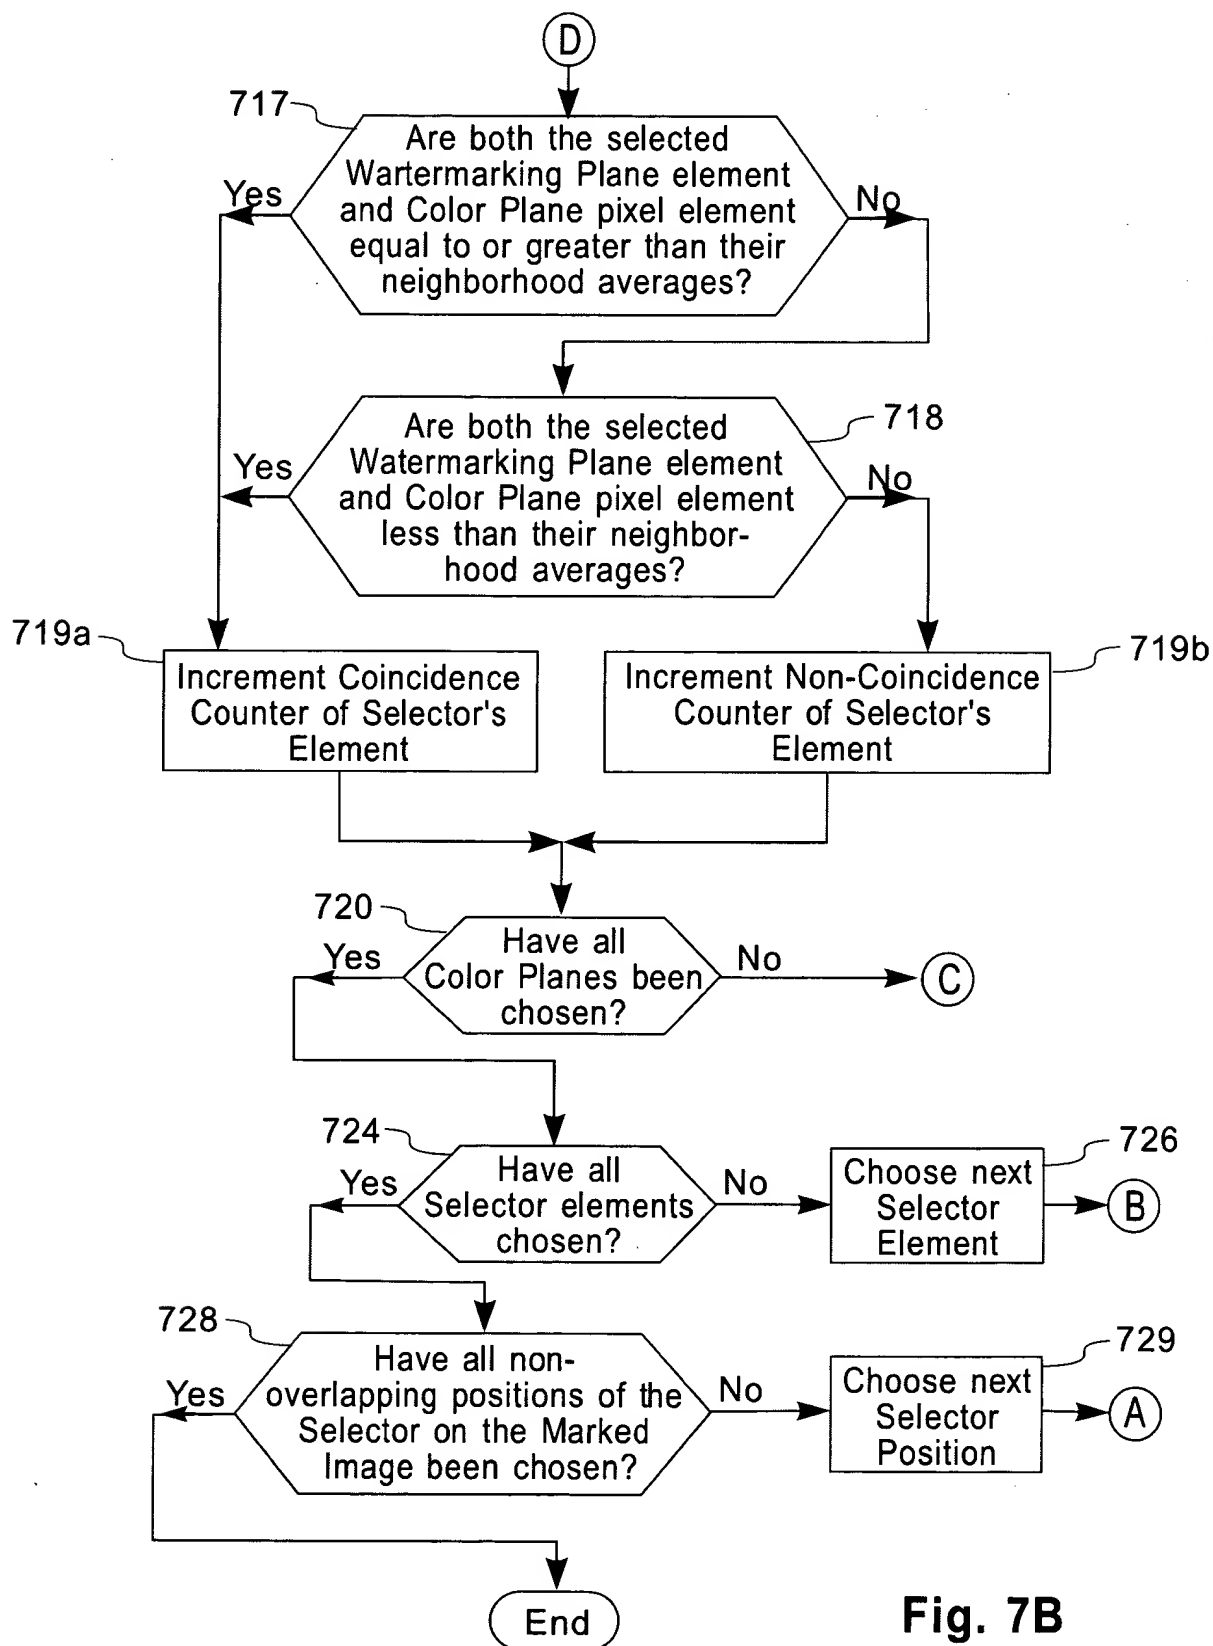 D
717
Are both the selected
Wartermarking Plane element
and Color Plane pixel element
equal to or greater than their
neighborhood averages?
Yes
No
718
Are both the selected
Watermarking Plane element
and Color Plane pixel element
less than their neighbor-
hood averages?
Yes
No
719a
Increment Coincidence
Counter of Selector's
Element
719b
Increment Non-Coincidence
Counter of Selector's
Element
720
Have all
Color Planes been
chosen?
Yes
No
C
724
Have all
Selector elements
chosen?
Yes
No
726
Choose next
Selector
Element
B
728
Have all non-
overlapping positions of the
Selector on the Marked
Image been chosen?
Yes
No
729
Choose next
Selector
Position
A
End
Fig. 7B